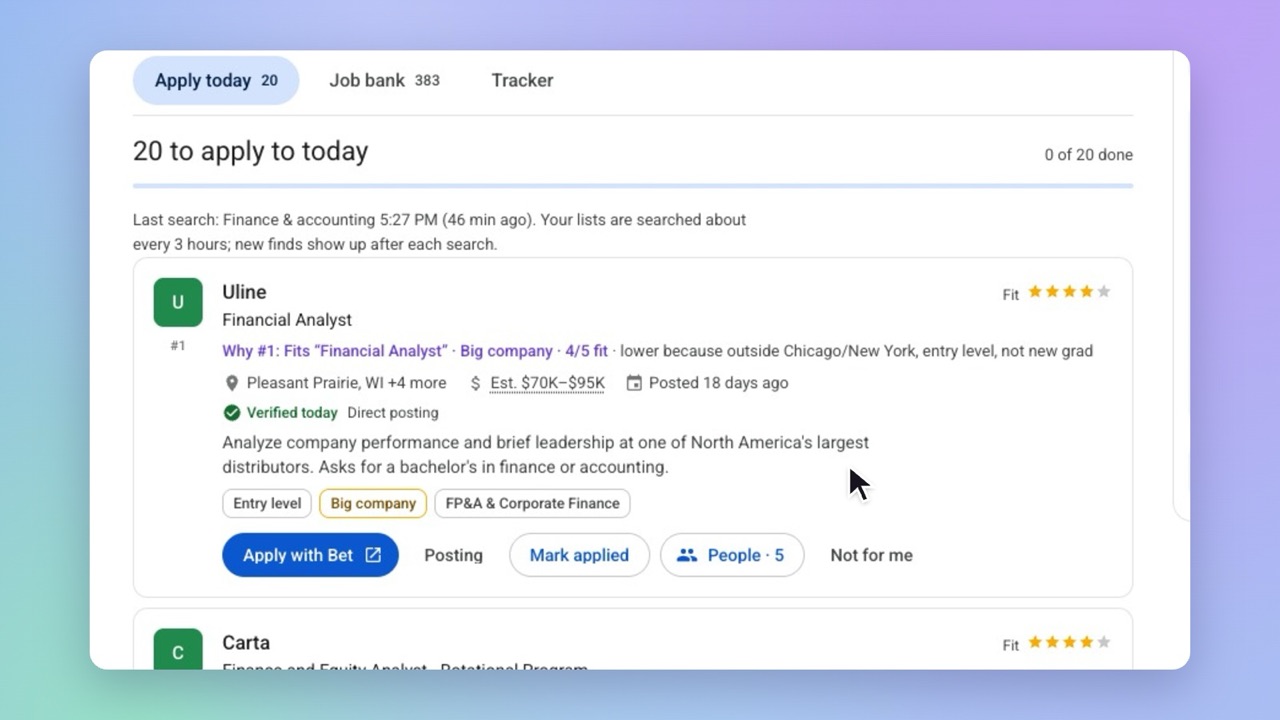 Apply today 20 Job bank 383 Tracker
20 to apply to today
0 of 20 done
Last search: Finance & accounting 5:27 PM (46 min ago). Your lists are searched about
every 3 hours; new finds show up after each search.
U
#1
Uline
Fit
Financial Analyst
Why #1: Fits “Financial Analyst” · Big company · 4/5 fit · lower because outside Chicago/New York, entry level, not new grad
Pleasant Prairie, WI +4 more $ Est. $70K–$95K Posted 18 days ago
Verified today Direct posting
Analyze company performance and brief leadership at one of North America's largest
distributors. Asks for a bachelor's in finance or accounting.
Entry level Big company FP&A & Corporate Finance
Apply with Bet Posting Mark applied People · 5 Not for me
C
Carta
Fit
Finance and Equity Analyst - Rotational Program